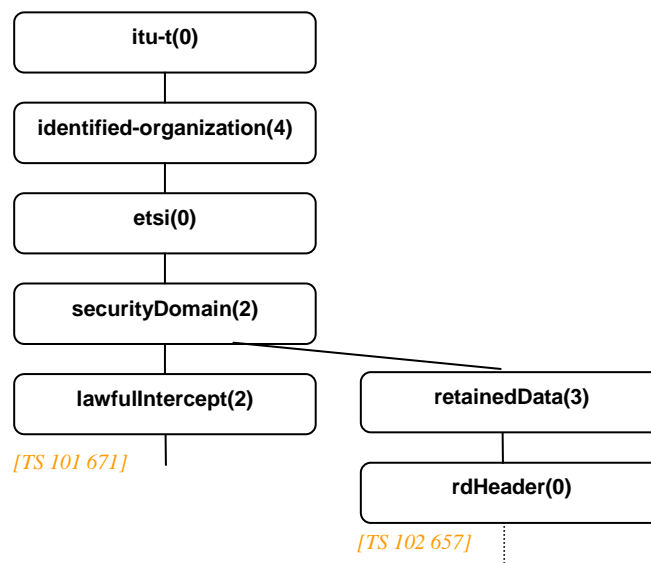 itu-t(0)
identified-organization(4)
etsi(0)
securityDomain(2)
lawfulIntercept(2)
retainedData(3)
[TS 101 671]
rdHeader(0)
[TS 102 657]